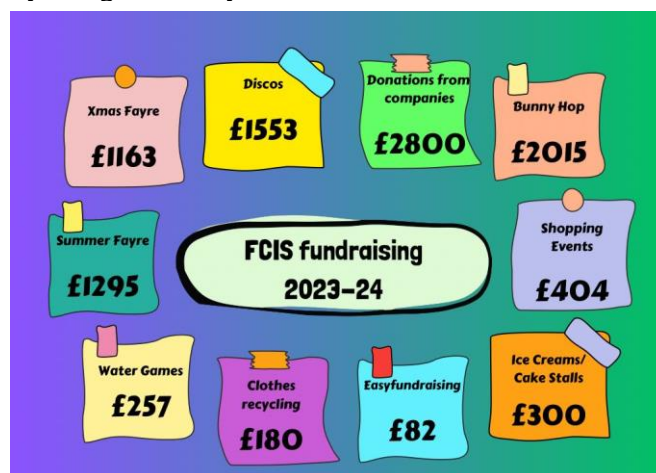 Xmas Fayre
£1163
Discos
£1553
Donations from
companies
£2800
Bunny Hop
£2015
Summer Fayre
£1295
FCIS fundraising
2023-24
Shopping
Events
£404
Water Games
£257
Clothes
recycling
£180
Easyfundraising
£82
Ice Creams/
Cake Stalls
£300